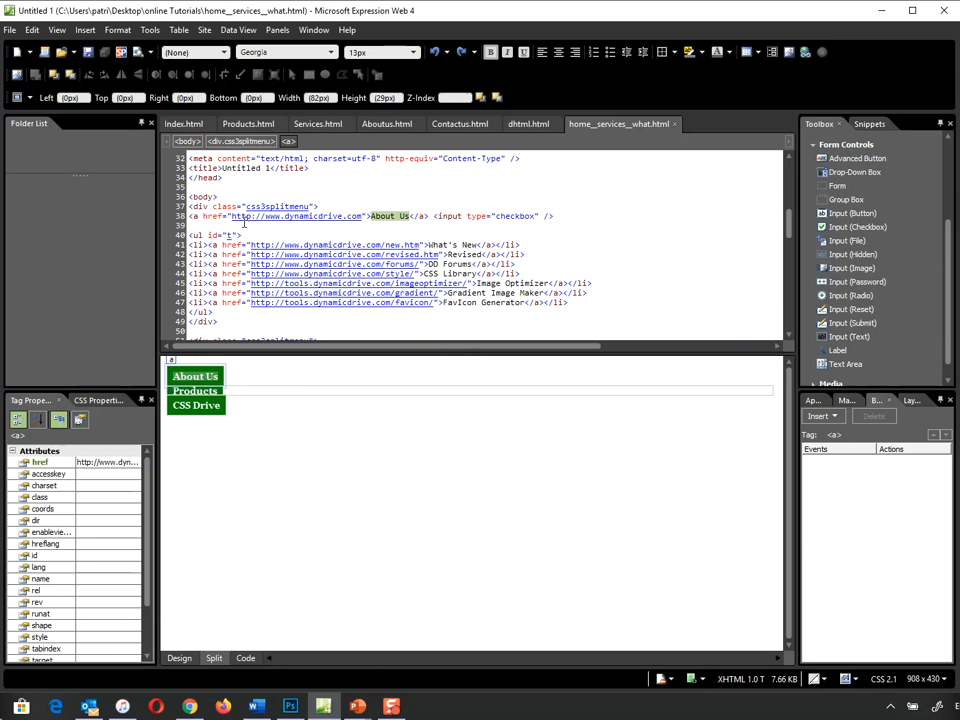 Untitled 1 (C:\Users\patri\Desktop\online Tutorials\home__services__what.html) - Microsoft Expression Web 4
File Edit View Insert Format Tools Table Site Data View Panels Window Help
(None) Georgia 13px B I U A
Left (0px) Top (0px) Right (0px) Bottom (0px) Width (82px) Height (29px) Z-Index
Folder List
Index.html Products.html Services.html Aboutus.html Contactus.html dhtml.html home__services__what.html
<body> <div.css3splitmenu> <a>
32 <meta content="text/html; charset=utf-8" http-equiv="Content-Type" />
33 <title>Untitled 1</title>
34 </head>
35
36 <body>
37 <div class="css3splitmenu">
38 <a href="http://www.dynamicdrive.com">About Us</a> <input type="checkbox" />
39
40 <ul id="t">
41 <li><a href="http://www.dynamicdrive.com/new.htm">What's New</a></li>
42 <li><a href="http://www.dynamicdrive.com/revised.htm">Revised</a></li>
43 <li><a href="http://www.dynamicdrive.com/forums/">DD Forums</a></li>
44 <li><a href="http://www.dynamicdrive.com/style/">CSS Library</a></li>
45 <li><a href="http://tools.dynamicdrive.com/imageoptimizer/">Image Optimizer</a></li>
46 <li><a href="http://tools.dynamicdrive.com/gradient/">Gradient Image Maker</a></li>
47 <li><a href="http://tools.dynamicdrive.com/favicon/">FavIcon Generator</a></li>
48 </ul>
49 </div>
50
a
About Us
Products
CSS Drive
Design Split Code
Toolbox Snippets
Form Controls
Advanced Button
Drop-Down Box
Form
Group Box
Input (Button)
Input (Checkbox)
Input (File)
Input (Hidden)
Input (Image)
Input (Password)
Input (Radio)
Input (Reset)
Input (Submit)
Label
Text Area
Media
Tag Prope... CSS Properti...
<a>
Attributes
href http://www.dyn...
accesskey
charset
class
coords
dir
enablevie...
hreflang
id
lang
name
rel
rev
runat
shape
style
tabindex
target
Ap... Ma... B... Lay...
Insert Delete
Tag: <a>
Events Actions
XHTML 1.0 T 7.66 KB CSS 2.1 908 x 430